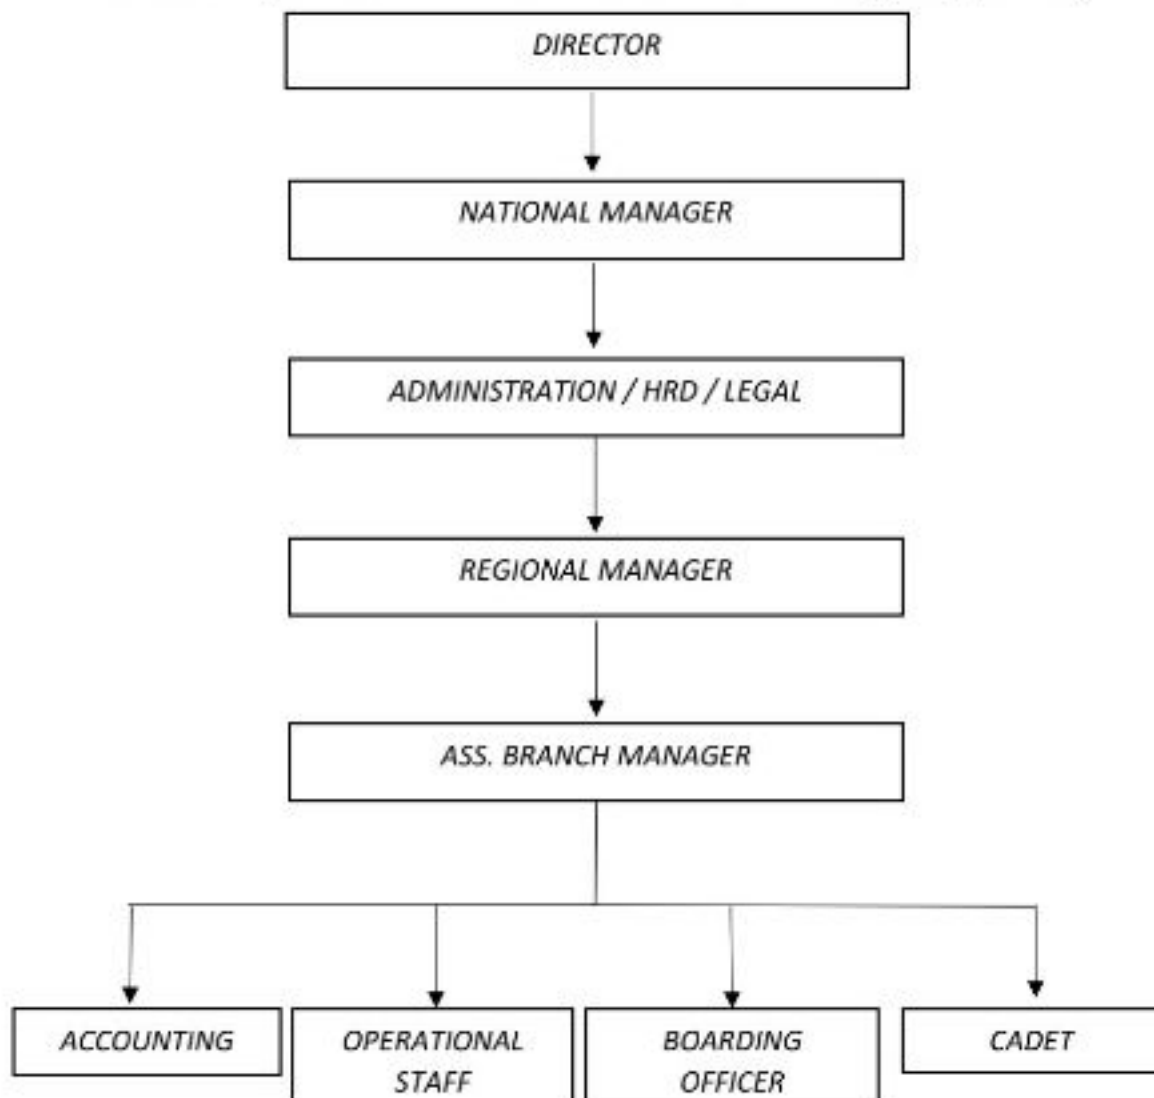 DIRECTOR
NATIONAL MANAGER
ADMINISTRATION / HRD / LEGAL
REGIONAL MANAGER
ASS. BRANCH MANAGER
ACCOUNTING
OPERATIONAL
STAFF
BOARDING
OFFICER
CADET